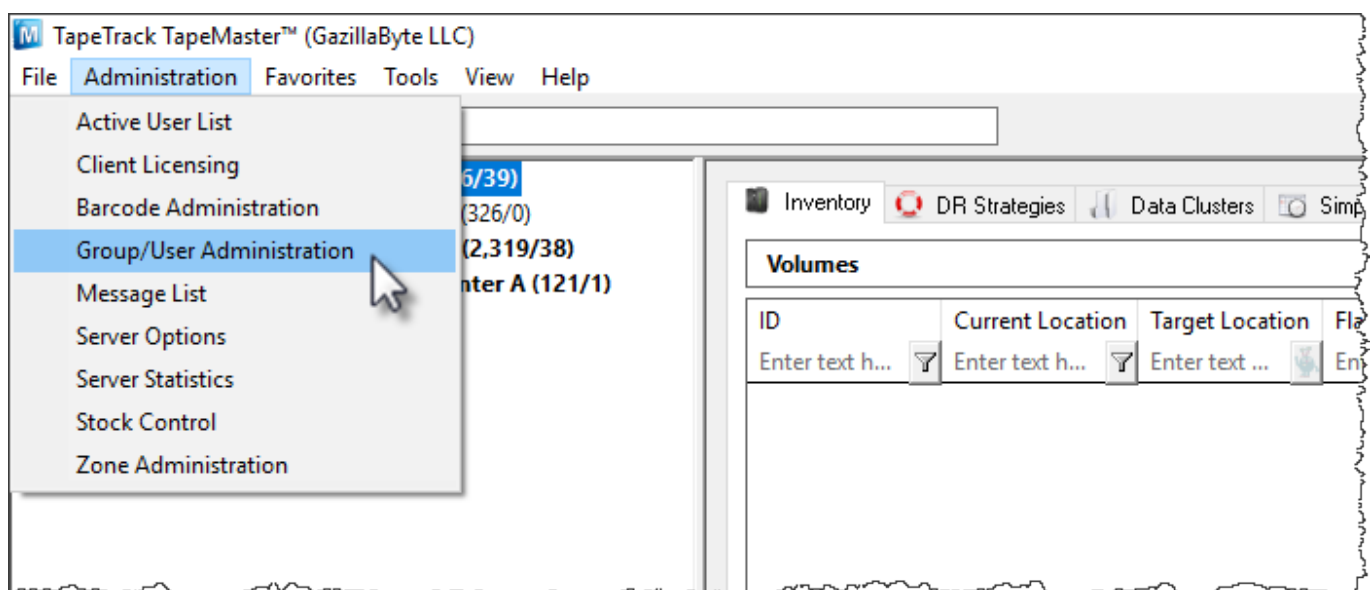 TapeTrack TapeMaster™ (GazillaByte LLC)
File Administration Favorites Tools View Help
Active User List
Client Licensing
Barcode Administration
Group/User Administration
Message List
Server Options
Server Statistics
Stock Control
Zone Administration
6/39)
(326/0)
(2,319/38)
nter A (121/1)
Inventory DR Strategies Data Clusters Simp
Volumes
ID Current Location Target Location Fla
Enter text h... Enter text h... Enter text ... En